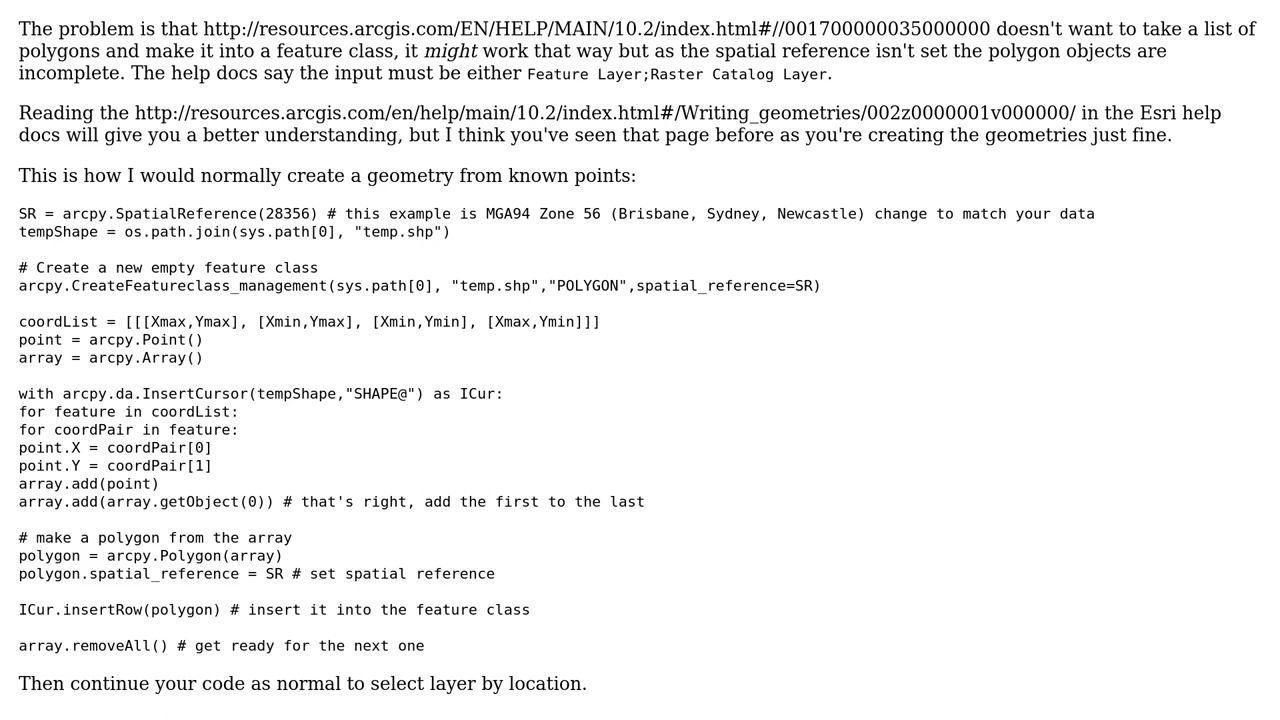 The problem is that http://resources.arcgis.com/EN/HELP/MAIN/10.2/index.html#//001700000035000000 doesn't want to take a list of
polygons and make it into a feature class, it might work that way but as the spatial reference isn't set the polygon objects are
incomplete. The help docs say the input must be either Feature Layer;Raster Catalog Layer.
Reading the http://resources.arcgis.com/en/help/main/10.2/index.html#/Writing_geometries/002z0000001v000000/ in the Esri help
docs will give you a better understanding, but I think you've seen that page before as you're creating the geometries just fine.
This is how I would normally create a geometry from known points:
SR = arcpy.SpatialReference(28356) # this example is MGA94 Zone 56 (Brisbane, Sydney, Newcastle) change to match your data
tempShape = os.path.join(sys.path[0], "temp.shp")
# Create a new empty feature class
arcpy.CreateFeatureclass_management(sys.path[0], "temp.shp","POLYGON",spatial_reference=SR)
coordList = [[[Xmax,Ymax], [Xmin,Ymax], [Xmin,Ymin], [Xmax,Ymin]]]
point = arcpy.Point()
array = arcpy.Array()
with arcpy.da.InsertCursor(tempShape,"SHAPE@") as ICur:
for feature in coordList:
for coordPair in feature:
point.X = coordPair[0]
point.Y = coordPair[1]
array.add(point)
array.add(array.getObject(0)) # that's right, add the first to the last
# make a polygon from the array
polygon = arcpy.Polygon(array)
polygon.spatial_reference = SR # set spatial reference
ICur.insertRow(polygon) # insert it into the feature class
array.removeAll() # get ready for the next one
Then continue your code as normal to select layer by location.